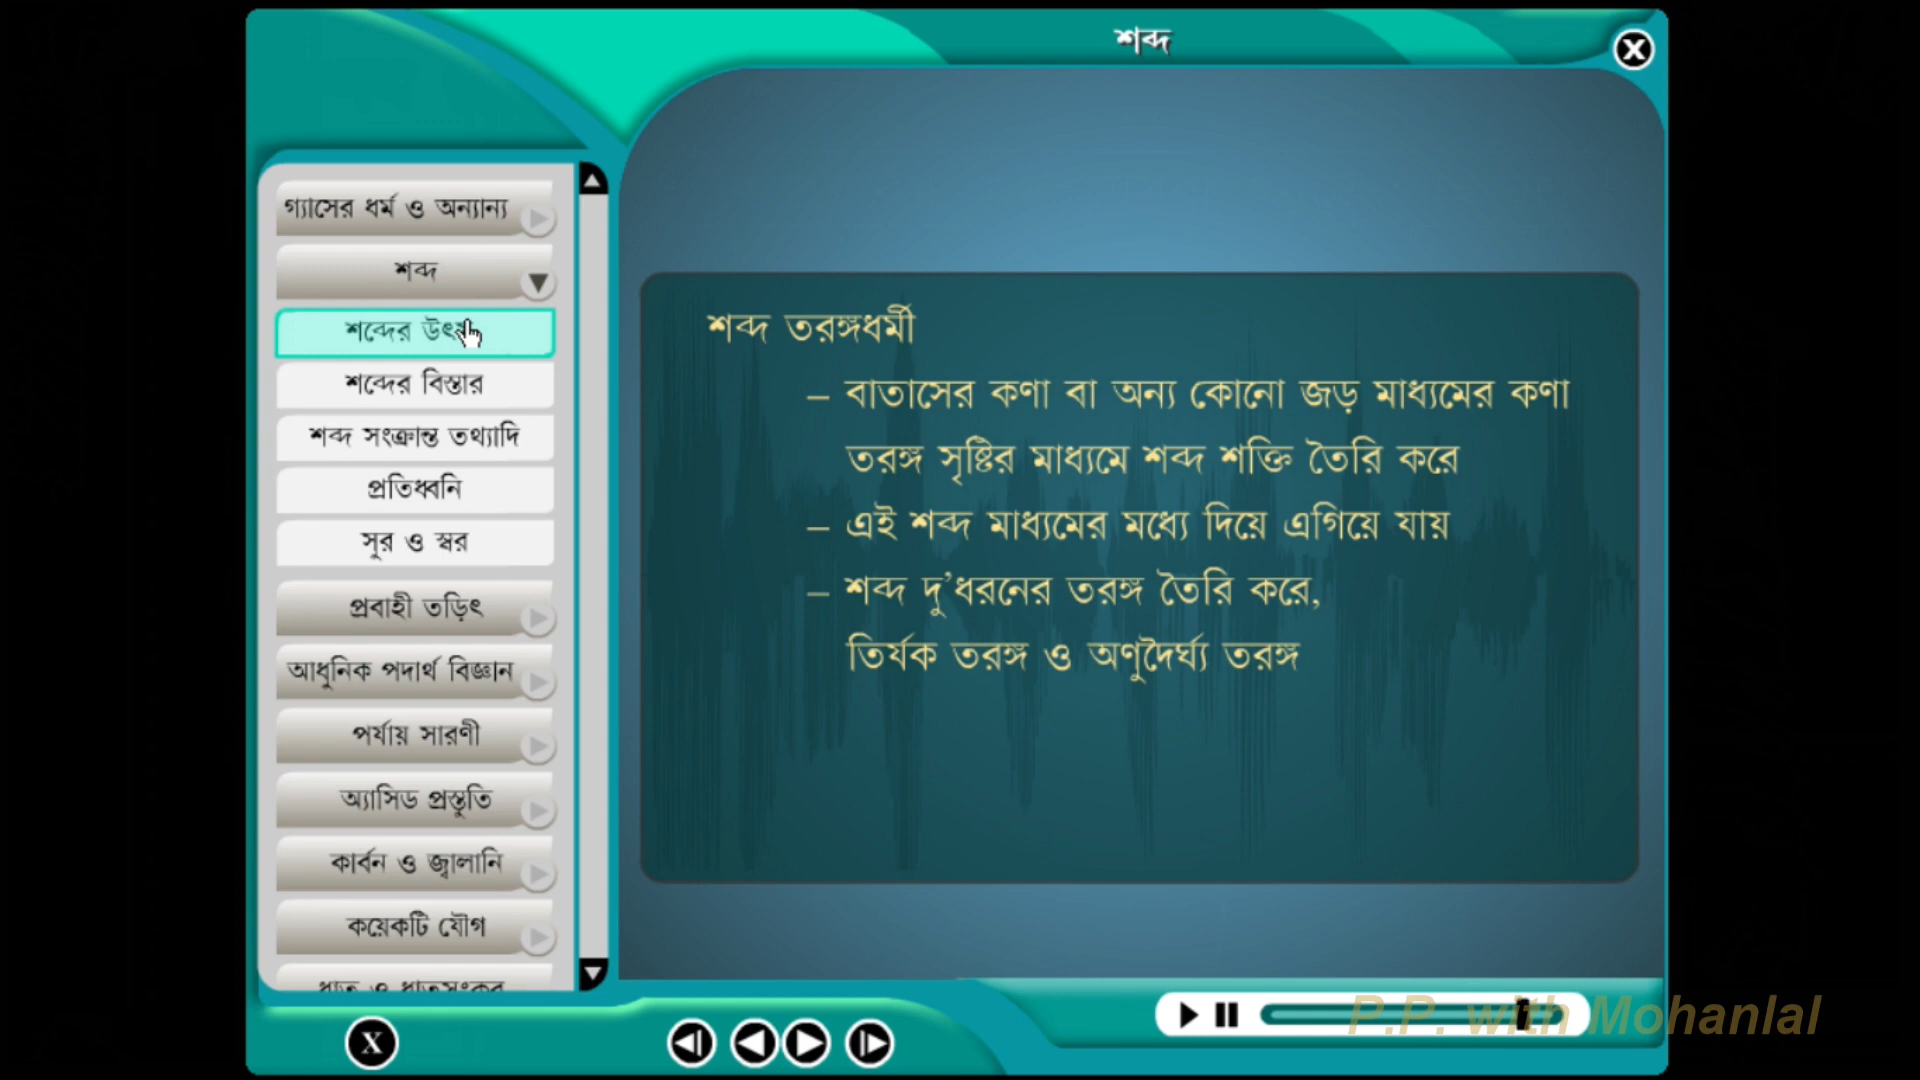 শব্দ
গ্যাসের ধর্ম ও অন্যান্য
শব্দ
শব্দের
শব্দের বিস্তার
শব্দ সংক্রান্ত তথ্যাদি
প্রতিধ্বনি
সুর ও স্বর
প্রবাহী তড়িৎ
আধুনিক পদার্থ বিজ্ঞান
পর্যায় সারণী
অ্যাসিড প্রস্তুতি
কার্বন ও জ্বালানি
কয়েকটি যৌগ
শব্দ তরঙ্গধর্মী
– বাতাসের কণা বা অন্য কোনো জড় মাধ্যমের কণা
তরঙ্গ সৃষ্টির মাধ্যমে শব্দ শক্তি তৈরি করে
– এই শব্দ মাধ্যমের মধ্যে দিয়ে এগিয়ে যায়
– শব্দ দু’ধরনের তরঙ্গ তৈরি করে,
তির্যক তরঙ্গ ও অণুদৈর্ঘ্য তরঙ্গ
X
P.P. with Mohanlal